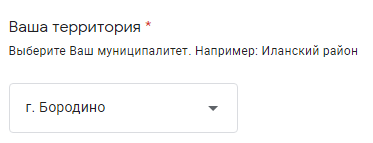 Ваша территория *
Выберите Ваш муниципалитет. Например: Иланский район
г. Бородино